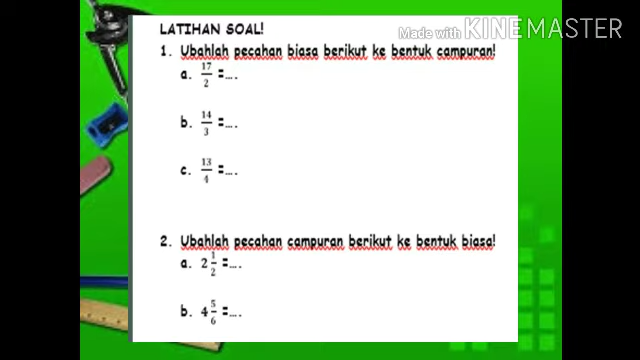 LATIHAN SOAL!
Made with KINEMASTER
1. Ubahlah pecahan biasa berikut ke bentuk campuran!
a. 17/2 =....
b. 14/3 =....
c. 13/4 =....
2. Ubahlah pecahan campuran berikut ke bentuk biasa!
a. 2 1/2 =....
b. 4 5/6 =....